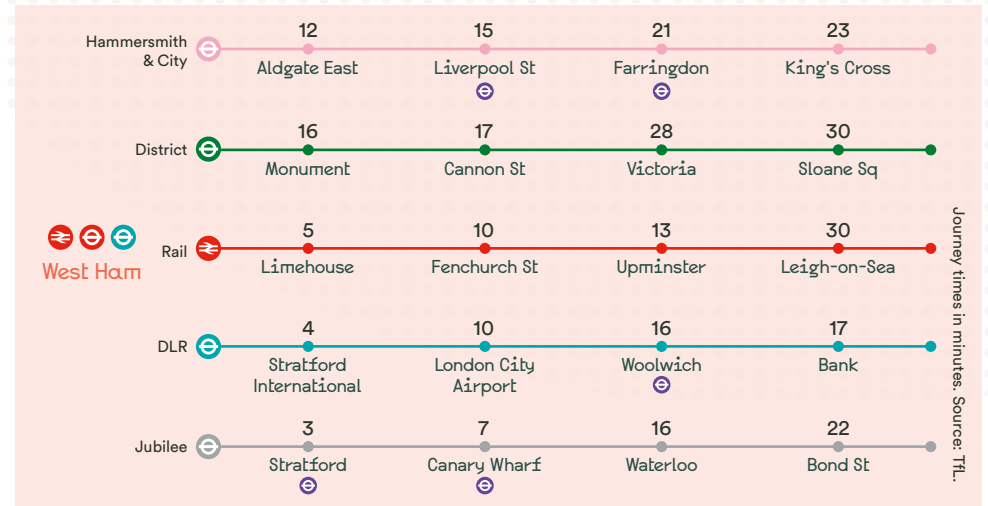 12 15 21 23
Hammersmith
& City
Aldgate East Liverpool St Farringdon King's Cross
16 17 28 30
District
Monument Cannon St Victoria Sloane Sq
West Ham
5 10 13 30
Rail
Limehouse Fenchurch St Upminster Leigh-on-Sea
4 10 16 17
DLR
Stratford London City Woolwich Bank
International Airport
3 7 16 22
Jubilee
Stratford Canary Wharf Waterloo Bond St
Journey times in minutes. Source: TfL.